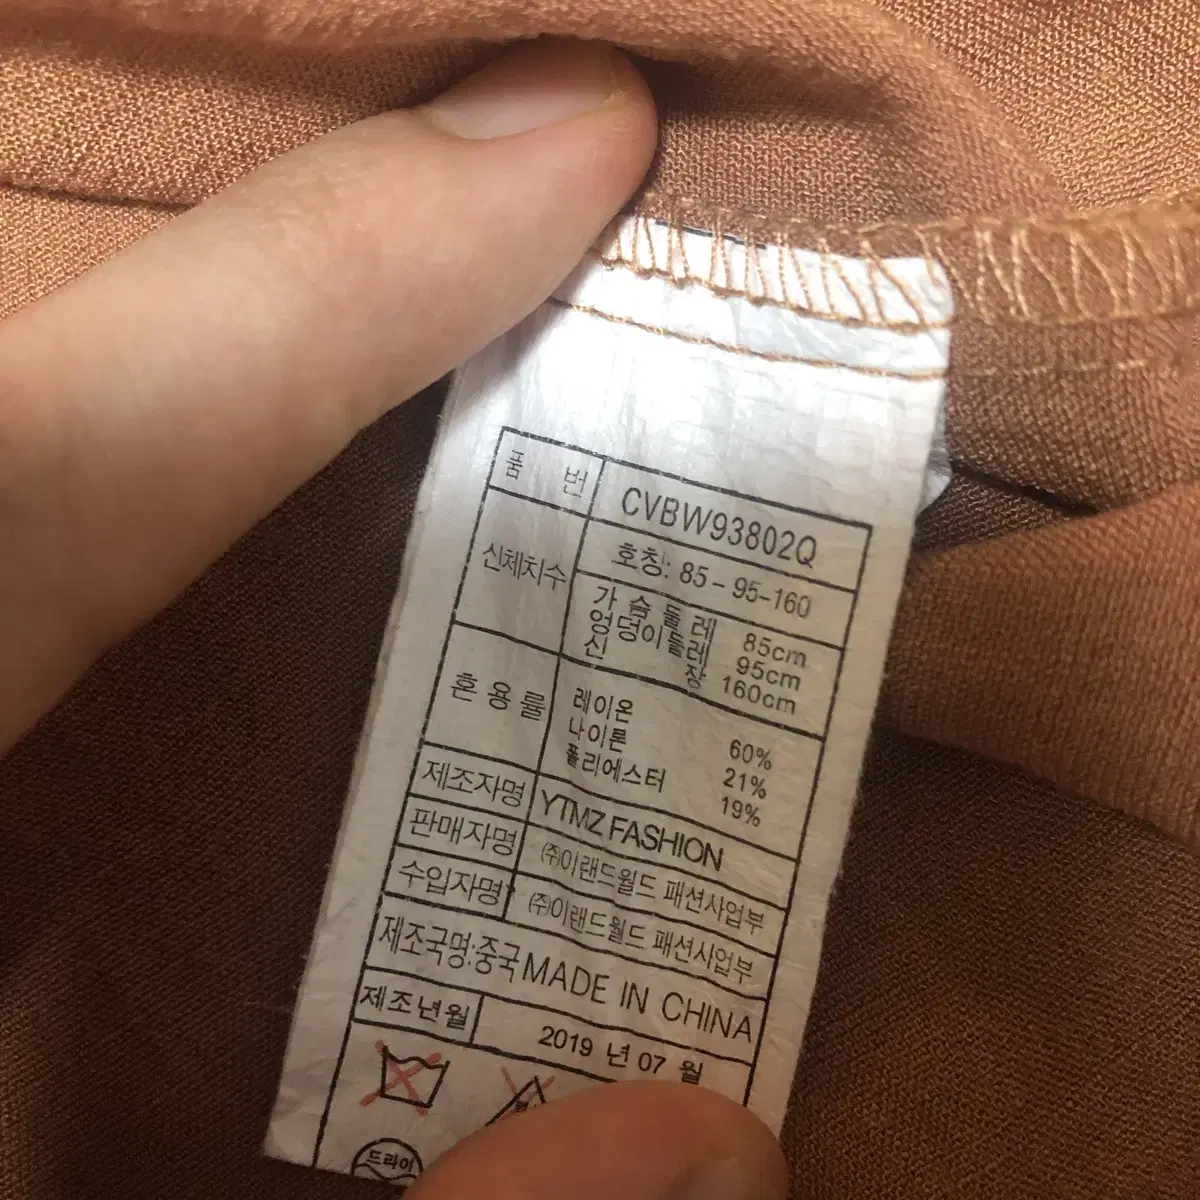 품 번 CVBW93802Q
신체치수 호칭: 85-95-160
가슴둘레 85cm
엉덩이둘레 95cm
신장 160cm
혼용률 레이온 60%
나이론 21%
폴리에스터 19%
제조자명 YTMZ FASHION
판매자명 ㈜이랜드월드 패션사업부
수입자명 ㈜이랜드월드 패션사업부
제조국명:중국 MADE IN CHINA
제조년월 2019 년 07 월
드라이